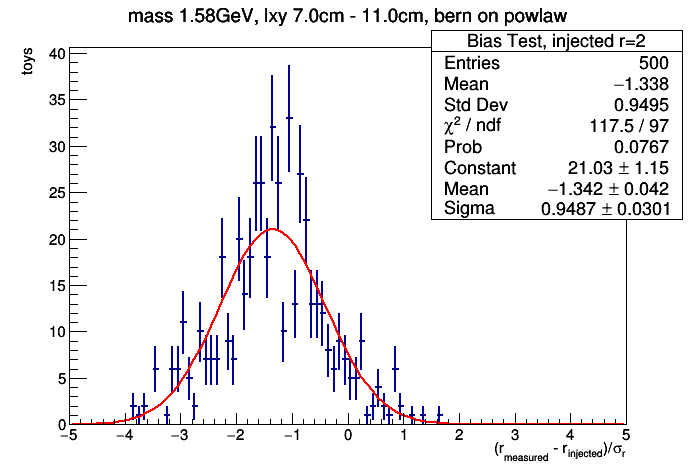 mass 1.58GeV, lxy 7.0cm - 11.0cm, bern on powlaw
Bias Test, injected r=2
Entries 500
Mean −1.338
Std Dev 0.9495
χ² / ndf 117.5 / 97
Prob 0.0767
Constant 21.03 ± 1.15
Mean −1.342 ± 0.042
Sigma 0.9487 ± 0.0301
toys
40
35
30
25
20
15
10
5
0
−5 −4 −3 −2 −1 0 1 2 3 4 5
(r_measured - r_injected)/σ_r